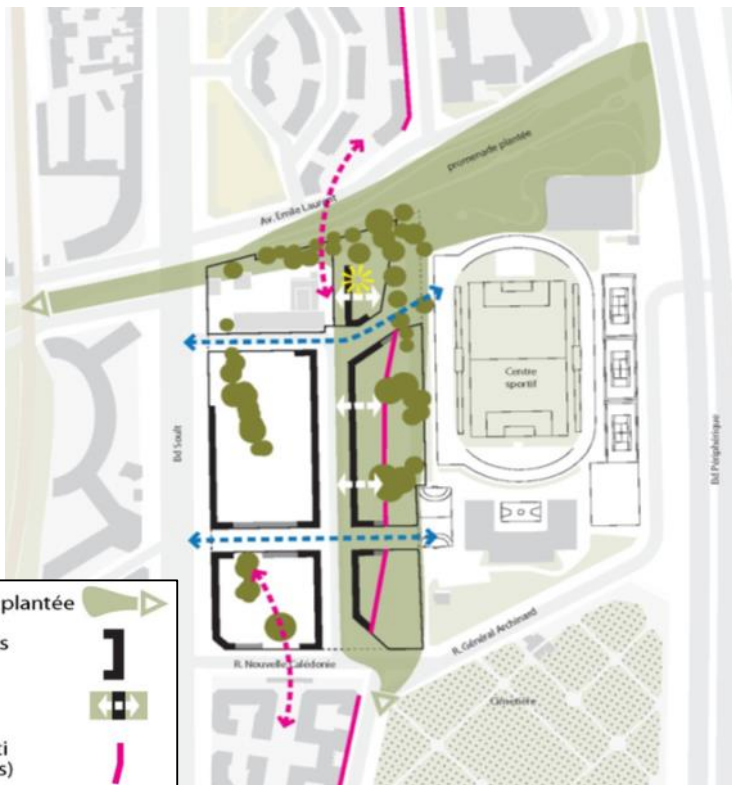 promenade plantée
Av. Emile Laurent
Centre
sportif
Bd Soult
Bd Périphérique
plantée
s
R. Nouvelle Calédonie
R. Général Archinard
Cimetière
ti
s)